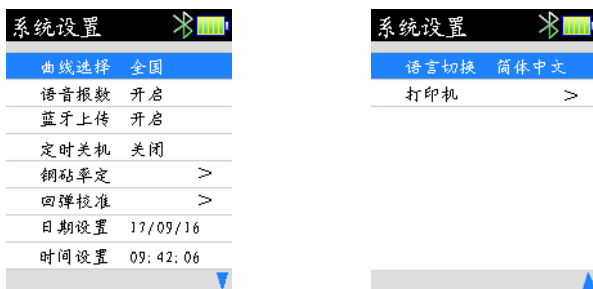 系统设置
曲线选择 全国
语音报数 开启
蓝牙上传 开启
定时关机 关闭
钢砧率定 >
回弹校准 >
日期设置 17/09/16
时间设置 09:42:06
系统设置
语言切换 简体中文
打印机 >